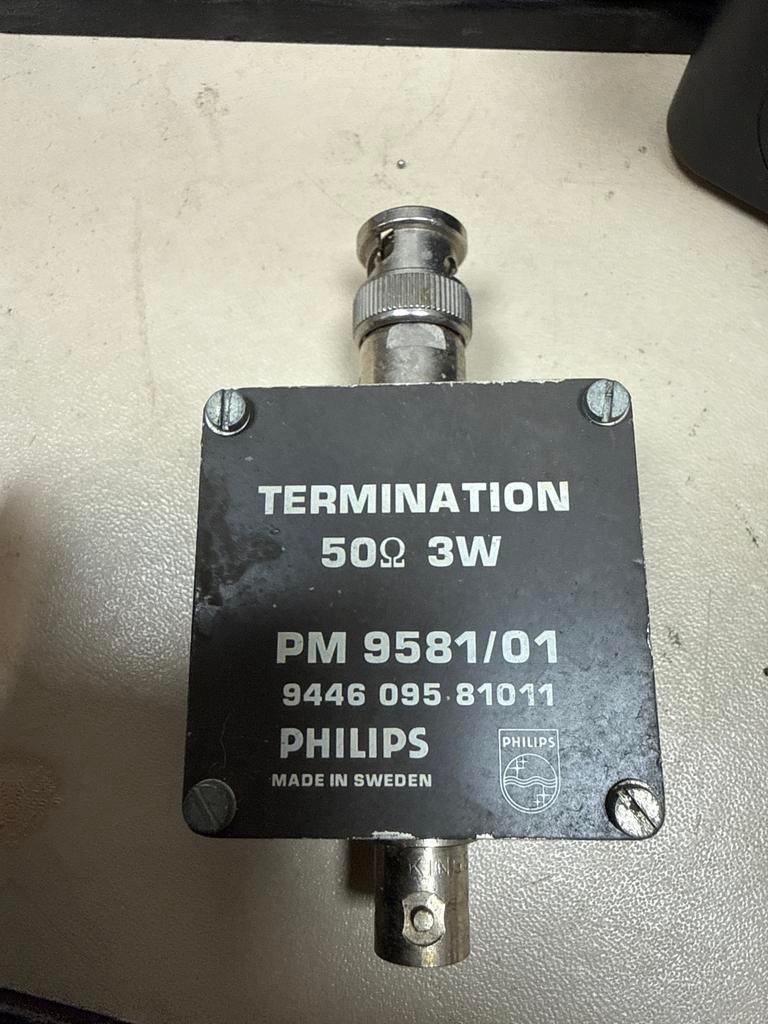 TERMINATION
50Ω 3W
PM 9581/01
9446 095 81011
PHILIPS
MADE IN SWEDEN
PHILIPS